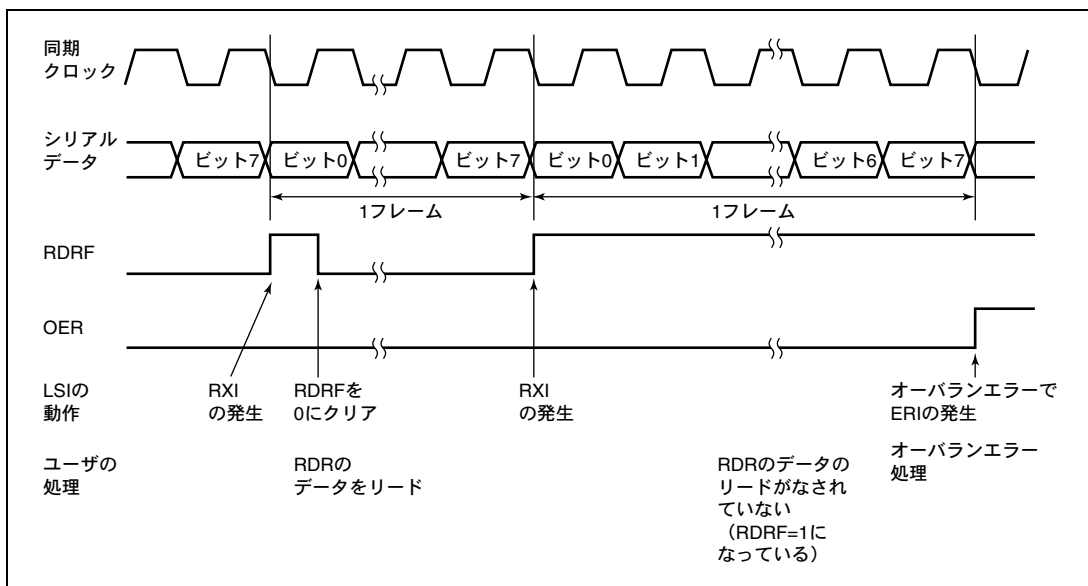 同期
クロック
シリアル
データ
ビット7
ビット0
ビット7
ビット0
ビット1
ビット6
ビット7
1フレーム
1フレーム
RDRF
OER
LSIの
動作
RXI
の発生
RDRFを
0にクリア
RXI
の発生
オーバランエラーで
ERIの発生
ユーザの
処理
RDRの
データをリード
RDRのデータの
リードがなされ
ていない
(RDRF=1に
なっている)
オーバランエラー
処理